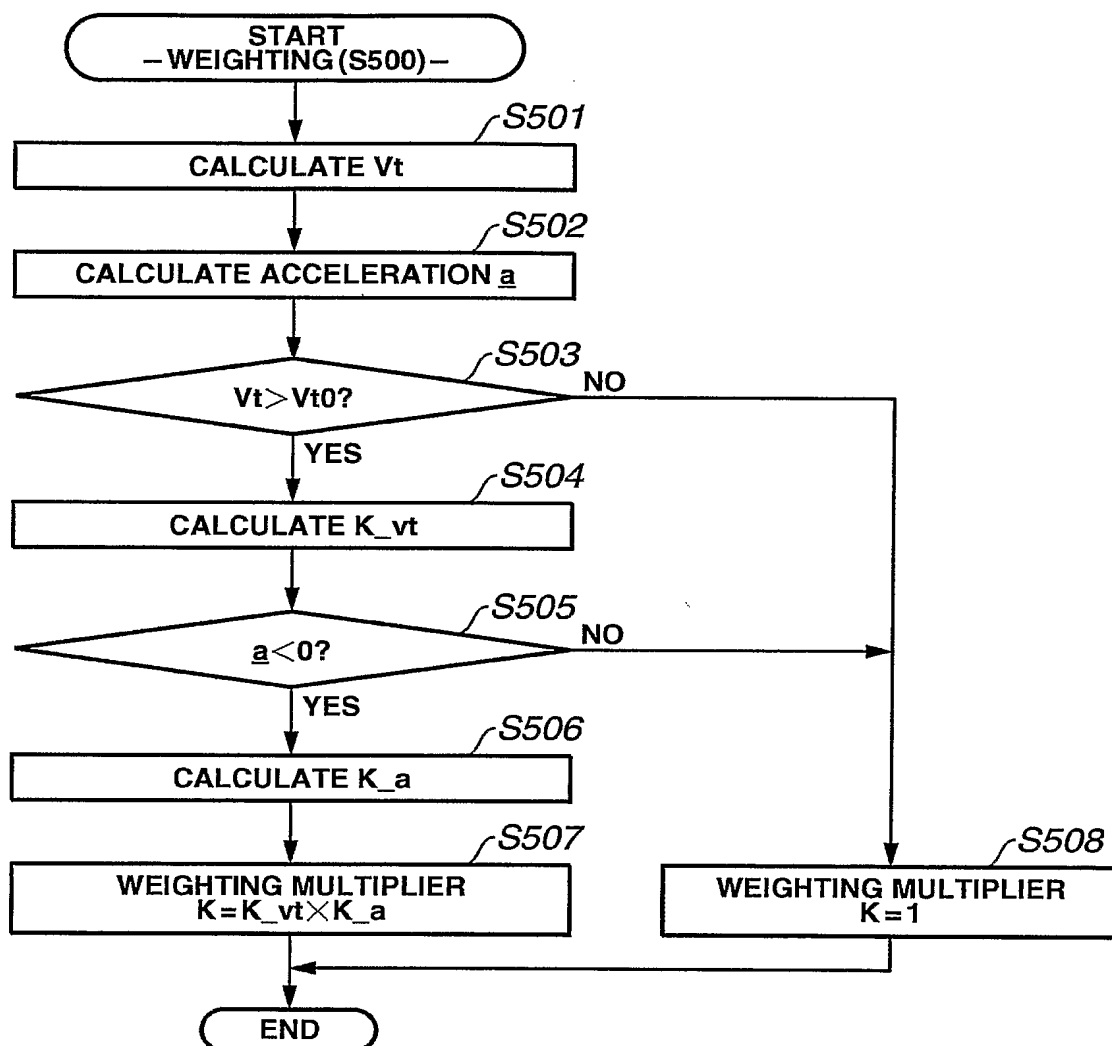 START
–WEIGHTING (S500)–
S501
CALCULATE Vt
S502
CALCULATE ACCELERATION a
S503
Vt>Vt0?
NO
YES
S504
CALCULATE K_vt
S505
a<0?
NO
YES
S506
CALCULATE K_a
S507
WEIGHTING MULTIPLIER
K=K_vt×K_a
S508
WEIGHTING MULTIPLIER
K=1
END